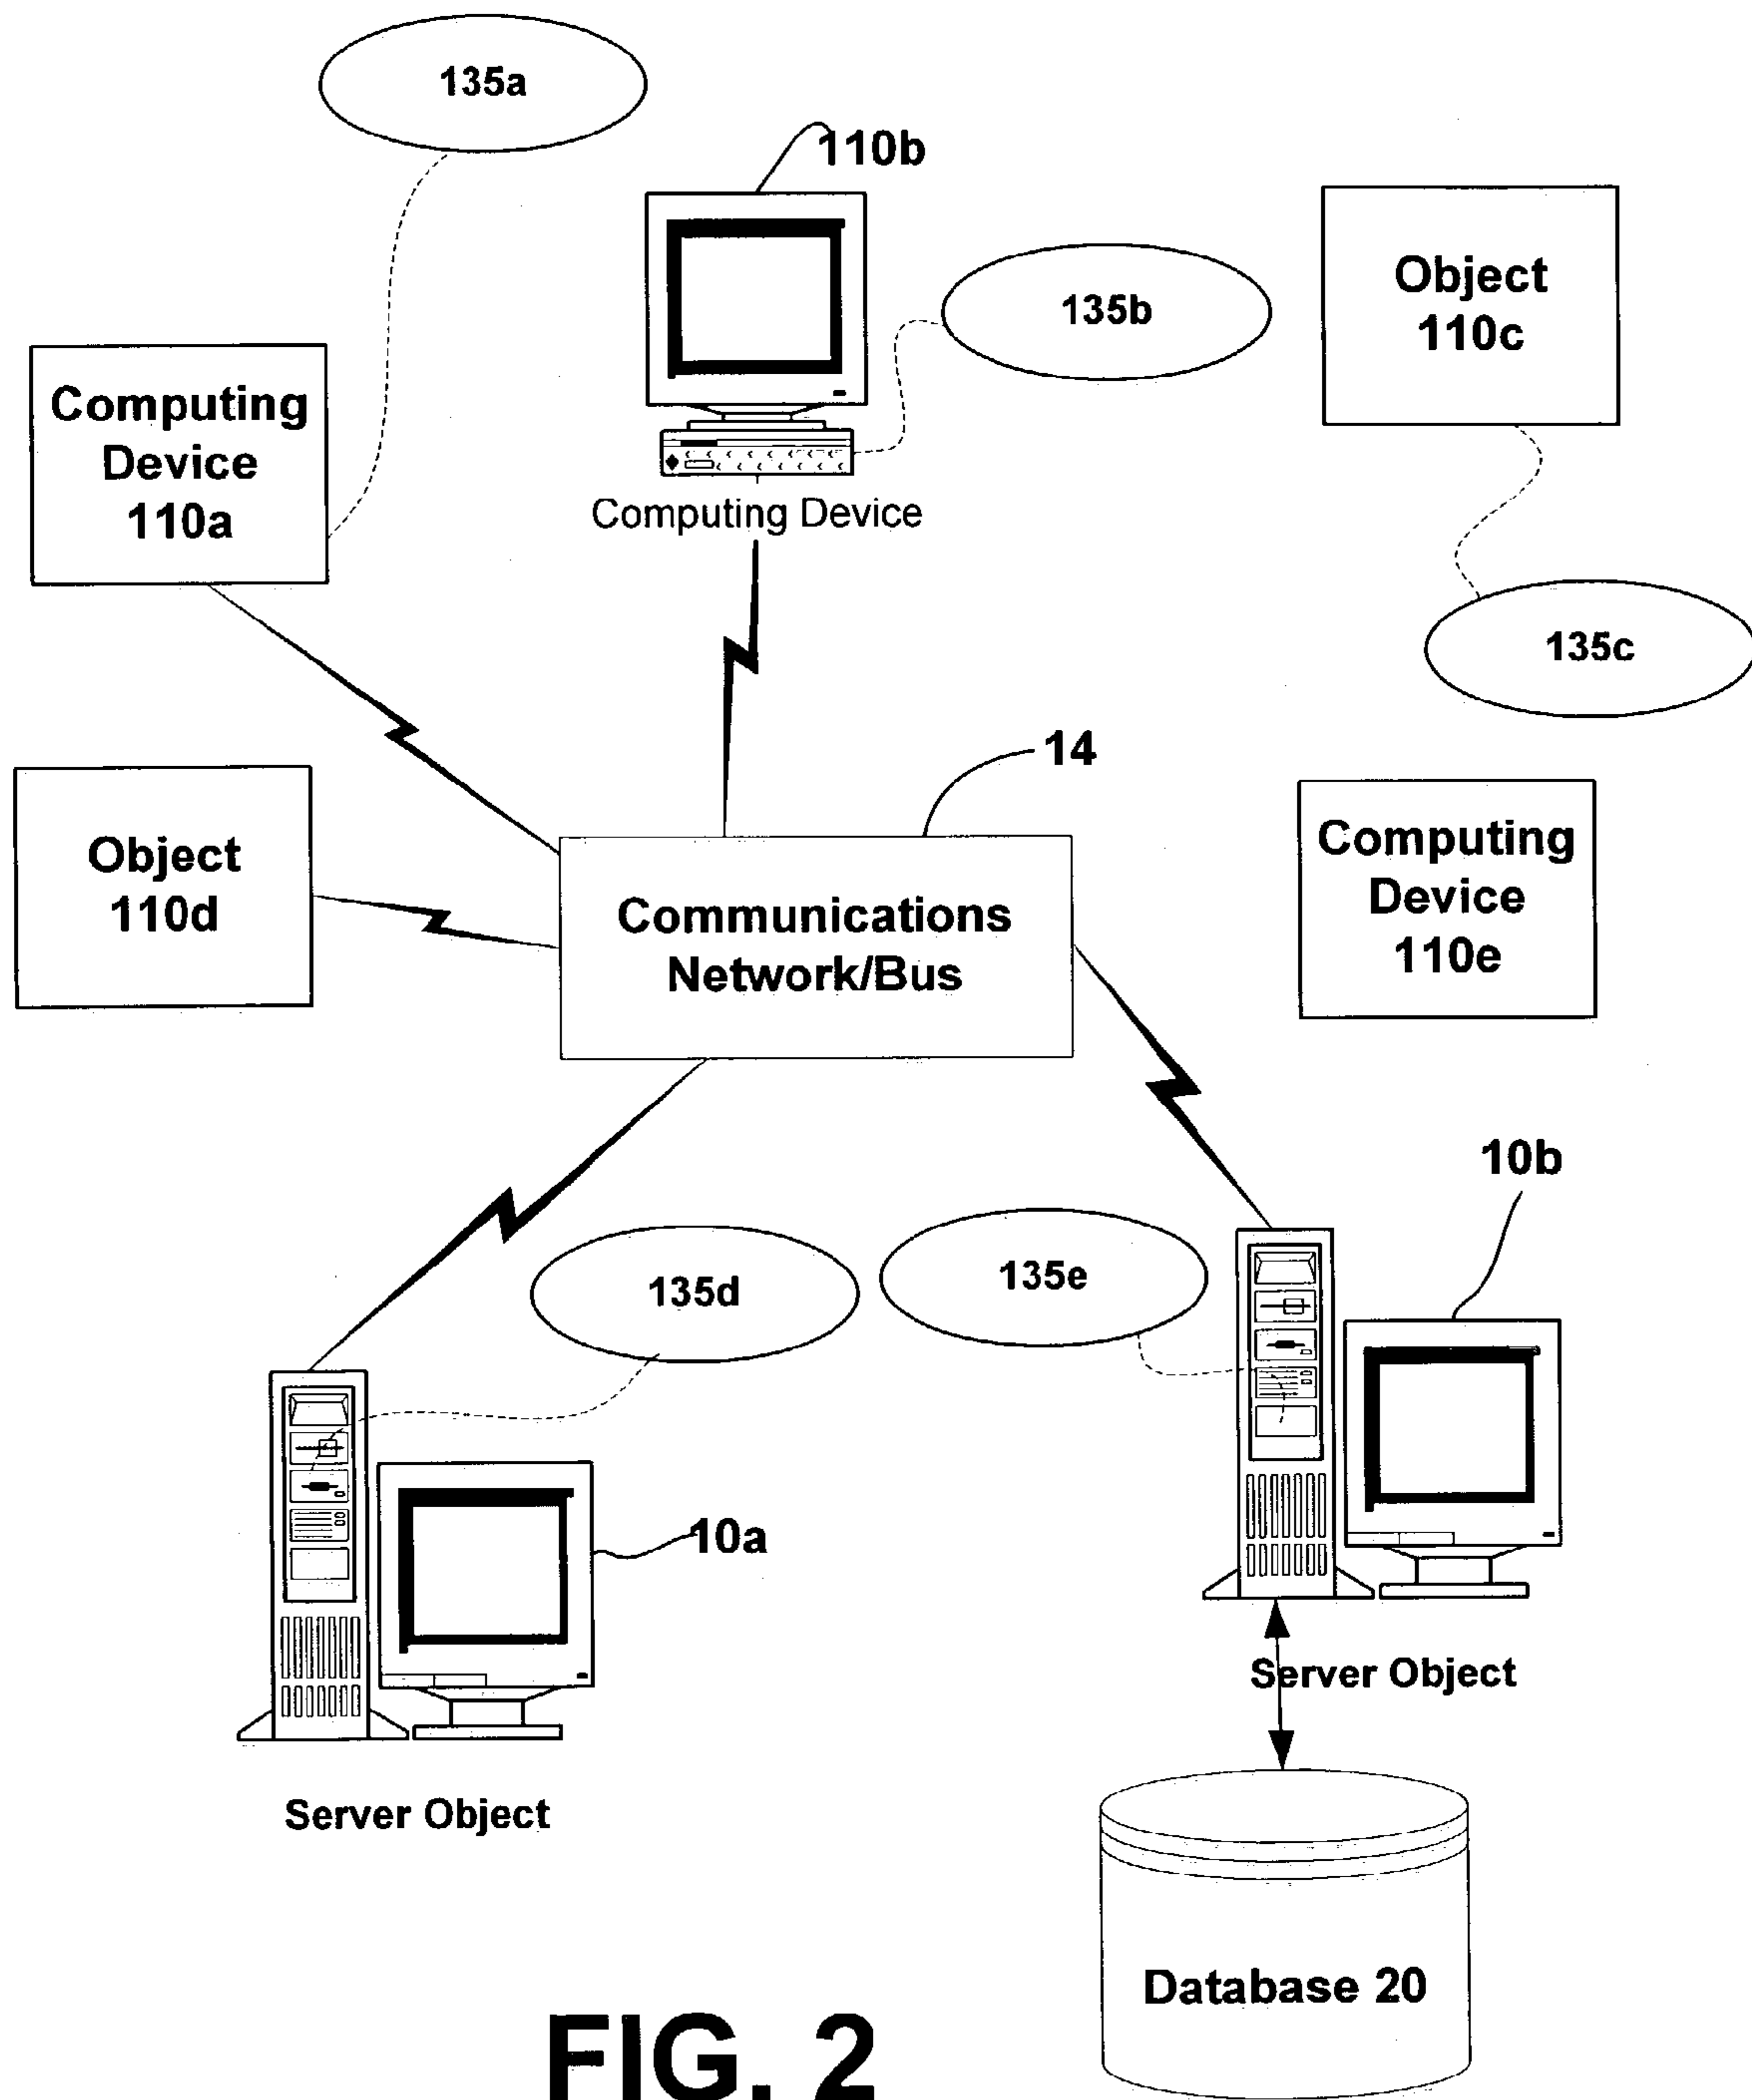 135a
110b
135b
Object
110c
Computing
Device
110a
Computing Device
135c
14
Object
110d
Communications
Network/Bus
Computing
Device
110e
10b
135d
135e
10a
Server Object
Server Object
Database 20
FIG. 2